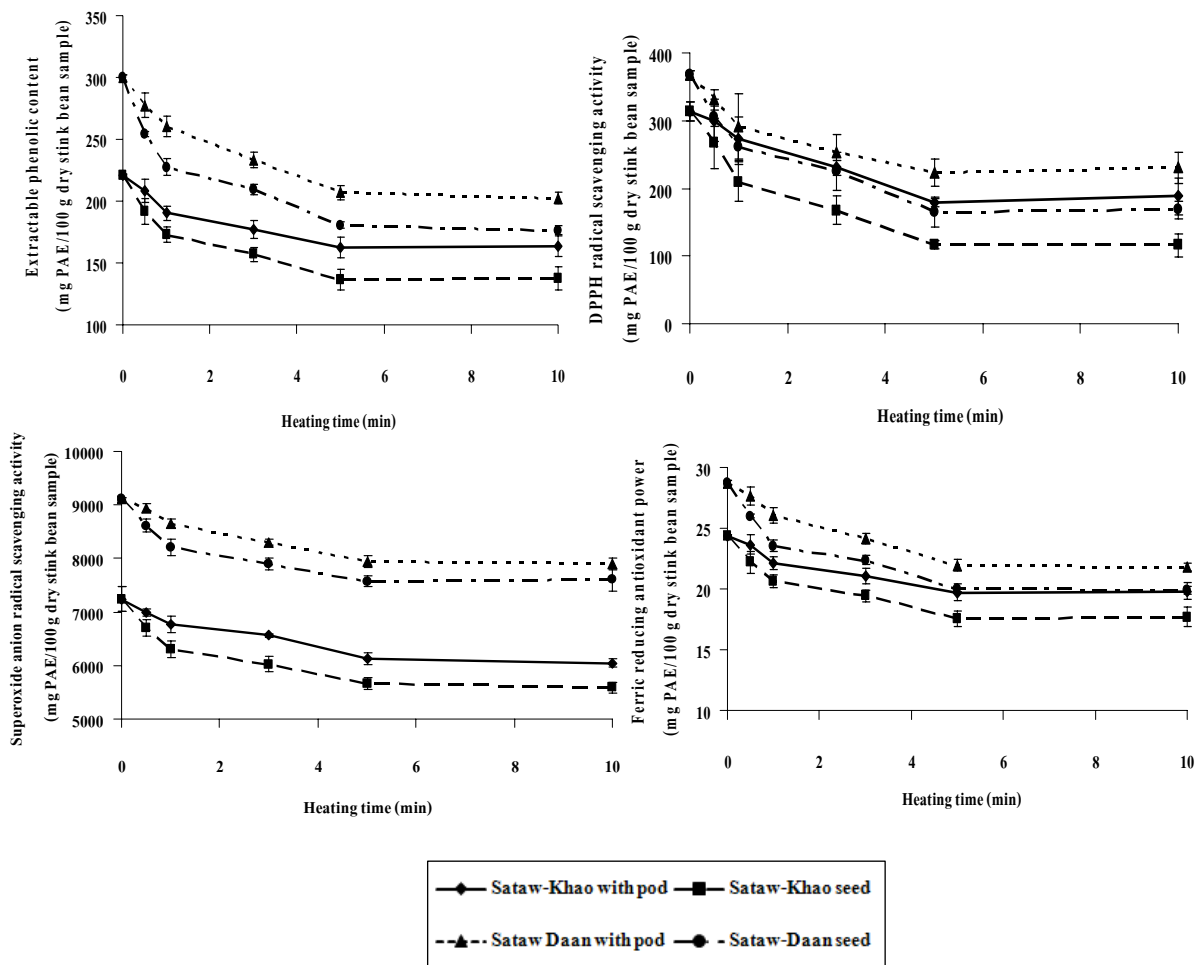 Extractable phenolic content
(mg PAE/100 g dry stink bean sample)
350
300
250
200
150
100
0 2 4 6 8 10
Heating time (min)
DPPH radical scavenging activity
(mg PAE/100 g dry stink bean sample)
400
300
200
100
0
0 2 4 6 8 10
Heating time (min)
Superoxide anion radical scavenging activity
(mg PAE/100 g dry stink bean sample)
10000
9000
8000
7000
6000
5000
0 2 4 6 8 10
Heating time (min)
Ferric reducing antioxidant power
(mg PAE/100 g dry stink bean sample)
30
25
20
15
10
0 2 4 6 8 10
Heating time (min)
Sataw-Khao with pod Sataw-Khao seed
Sataw Daan with pod Sataw-Daan seed